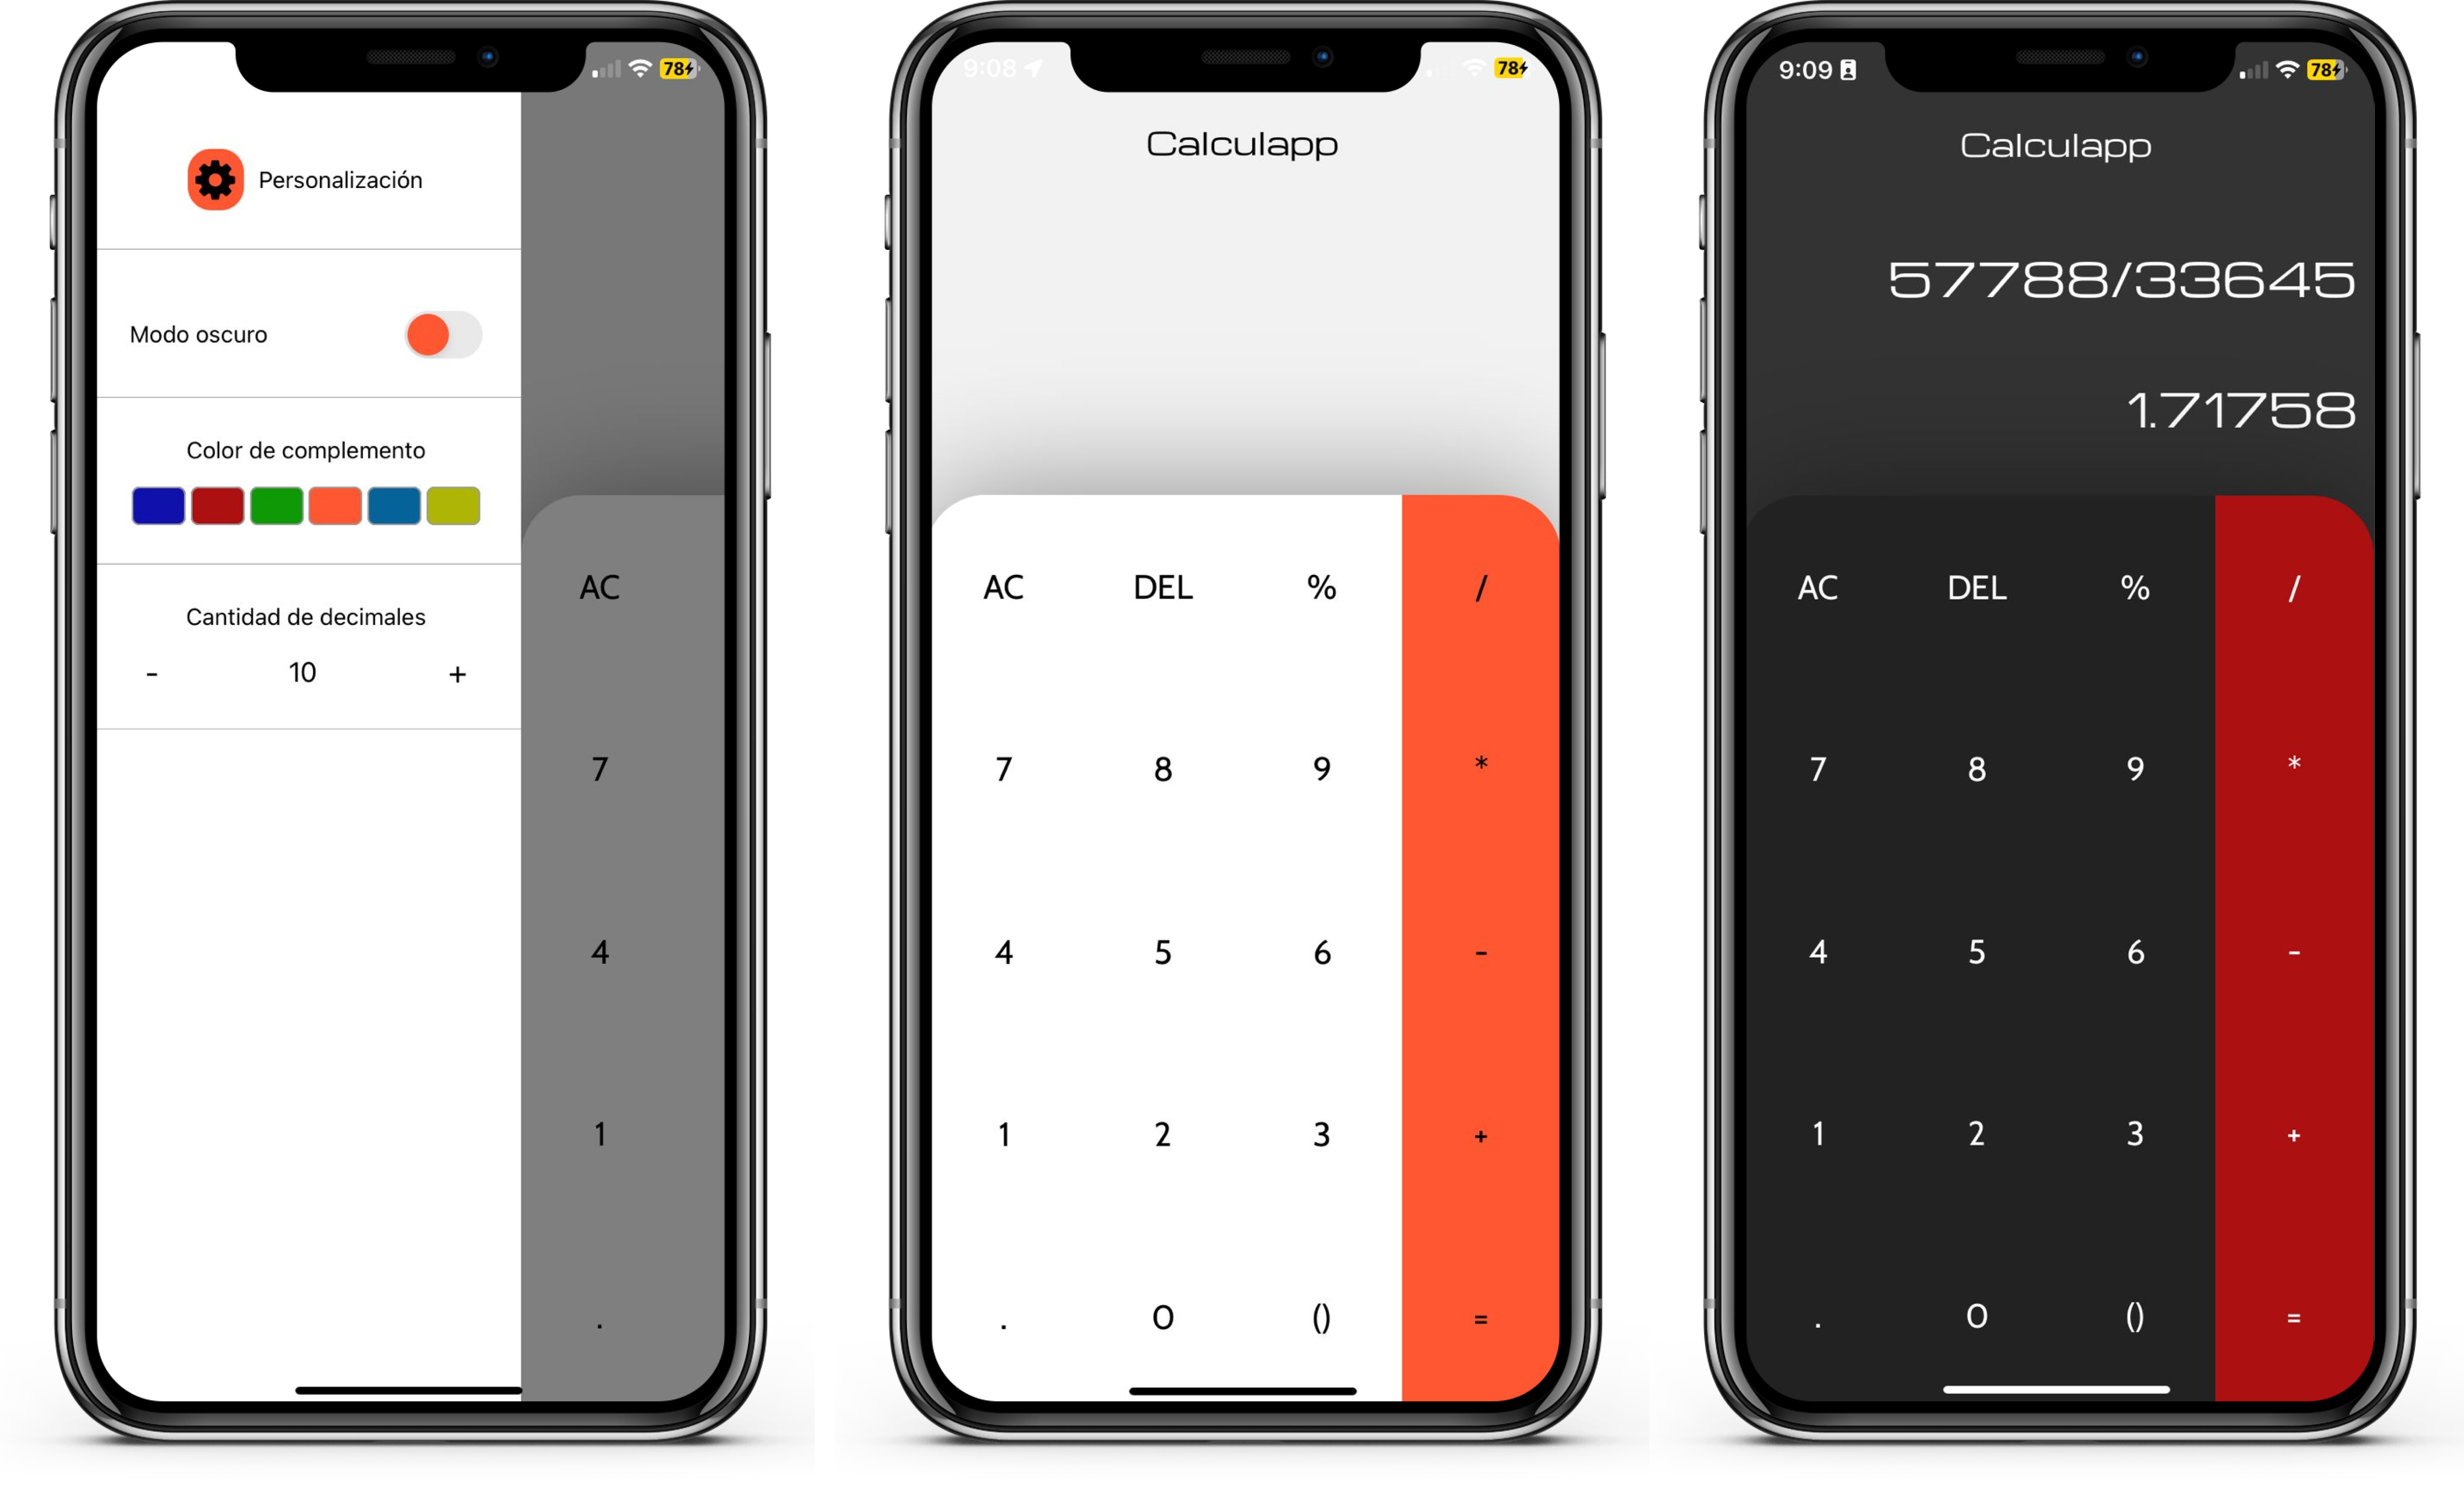 78
Personalización
Modo oscuro
Color de complemento
Cantidad de decimales
- 10 +
AC
7
4
1
.
9:08 78
Calculapp
AC DEL % /
7 8 9 *
4 5 6 -
1 2 3 +
. 0 () =
9:09 78
Calculapp
57788/33645
1.71758
AC DEL % /
7 8 9 *
4 5 6 -
1 2 3 +
. 0 () =